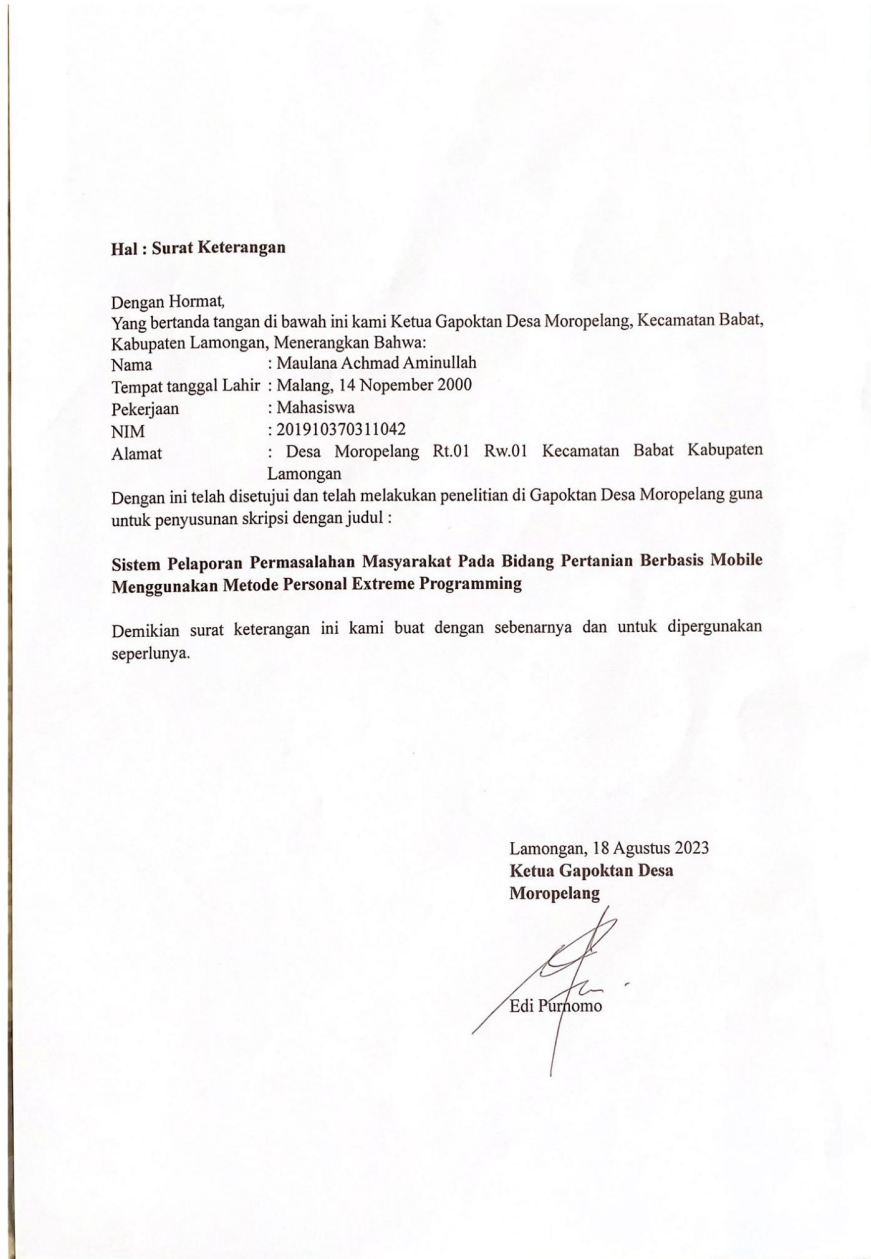 Hal : Surat Keterangan
Dengan Hormat,
Yang bertanda tangan di bawah ini kami Ketua Gapoktan Desa Moropelang, Kecamatan Babat,
Kabupaten Lamongan, Menerangkan Bahwa:
Nama : Maulana Achmad Aminullah
Tempat tanggal Lahir : Malang, 14 Nopember 2000
Pekerjaan : Mahasiswa
NIM : 201910370311042
Alamat : Desa Moropelang Rt.01 Rw.01 Kecamatan Babat Kabupaten
Lamongan
Dengan ini telah disetujui dan telah melakukan penelitian di Gapoktan Desa Moropelang guna
untuk penyusunan skripsi dengan judul :
Sistem Pelaporan Permasalahan Masyarakat Pada Bidang Pertanian Berbasis Mobile
Menggunakan Metode Personal Extreme Programming
Demikian surat keterangan ini kami buat dengan sebenarnya dan untuk dipergunakan
seperlunya.
Lamongan, 18 Agustus 2023
Ketua Gapoktan Desa
Moropelang
Edi Purnomo